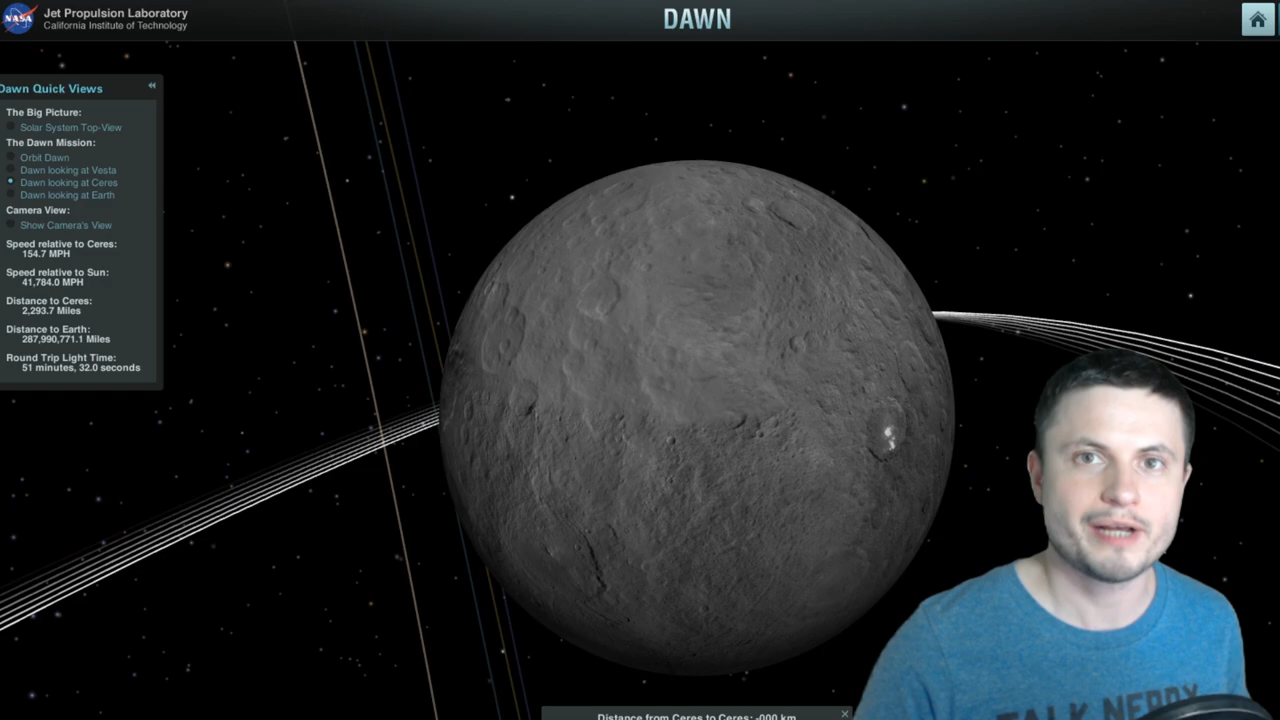 NASA
Jet Propulsion Laboratory
California Institute of Technology
DAWN
Dawn Quick Views
The Big Picture:
Solar System Top-View
The Dawn Mission:
Orbit Dawn
Dawn looking at Vesta
Dawn looking at Ceres
Dawn looking at Earth
Camera View:
Show Camera's View
Speed relative to Ceres:
154.7 MPH
Speed relative to Sun:
41,784.0 MPH
Distance to Ceres:
2,293.7 Miles
Distance to Earth:
287,990,771.1 Miles
Round Trip Light Time:
51 minutes, 32.0 seconds
TALK NERDY
Distance from Ceres to Ceres: -000 km